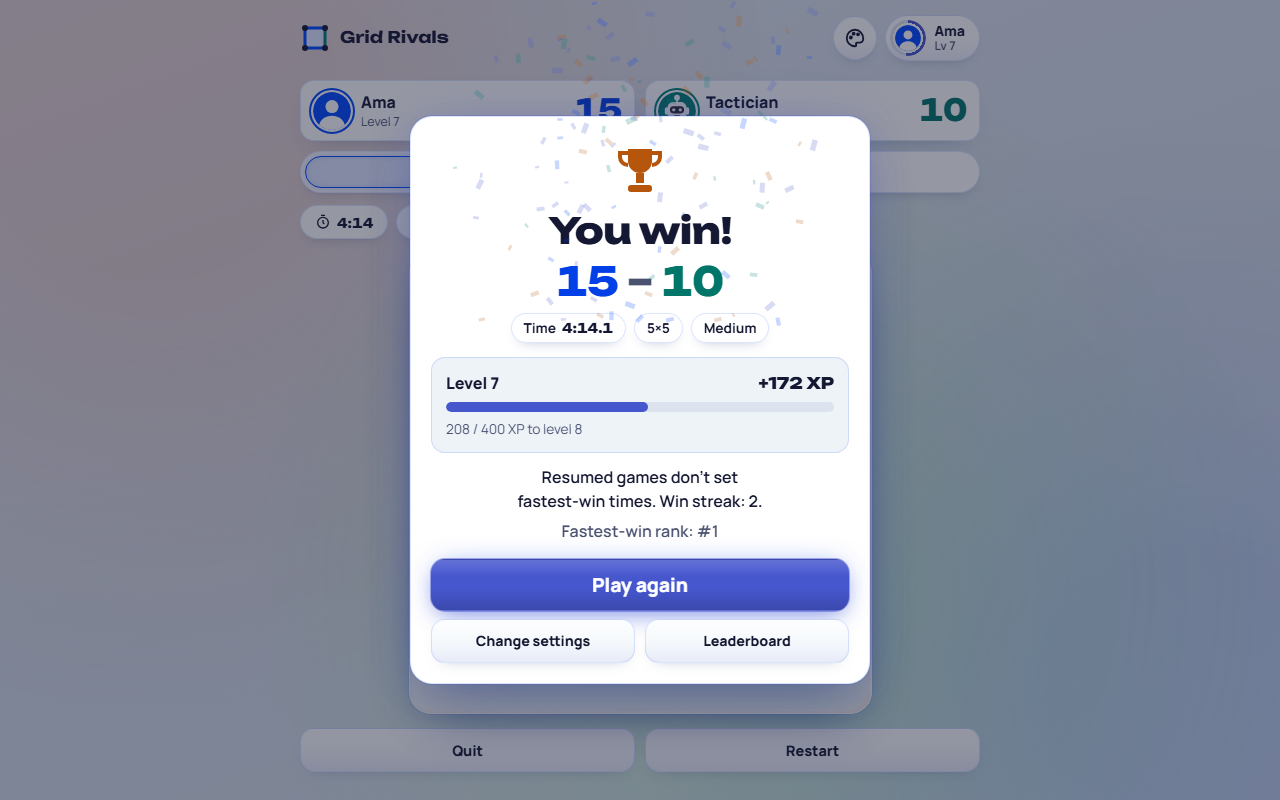 Grid Rivals
Ama
Lv 7
Ama
Level 7
15
Tactician
10
4:14
You win!
15 – 10
Time 4:14.1
5×5
Medium
Level 7
+172 XP
208 / 400 XP to level 8
Resumed games don't set
fastest-win times. Win streak: 2.
Fastest-win rank: #1
Play again
Change settings
Leaderboard
Quit
Restart